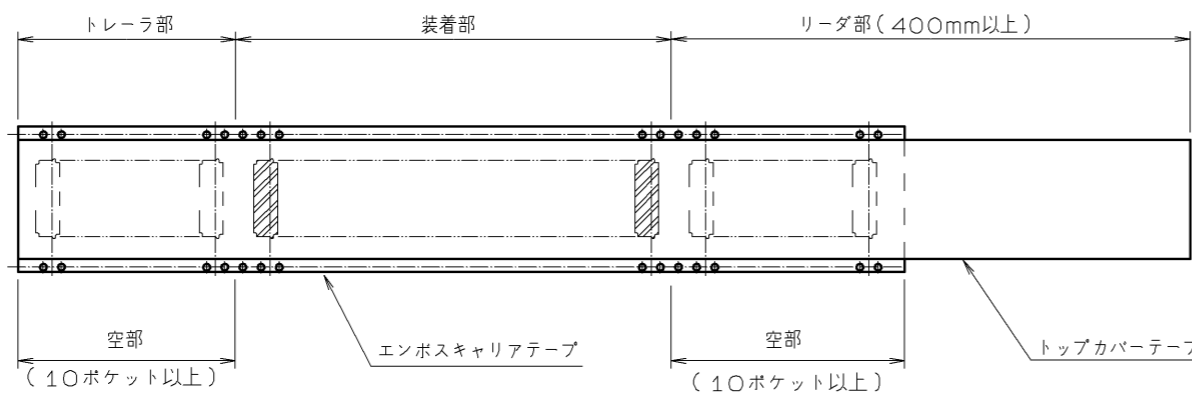 トレーラ部
装着部
リーダ部(400mm以上)
空部
(10ポケット以上)
エンボスキャリアテープ
空部
(10ポケット以上)
トップカバーテープ